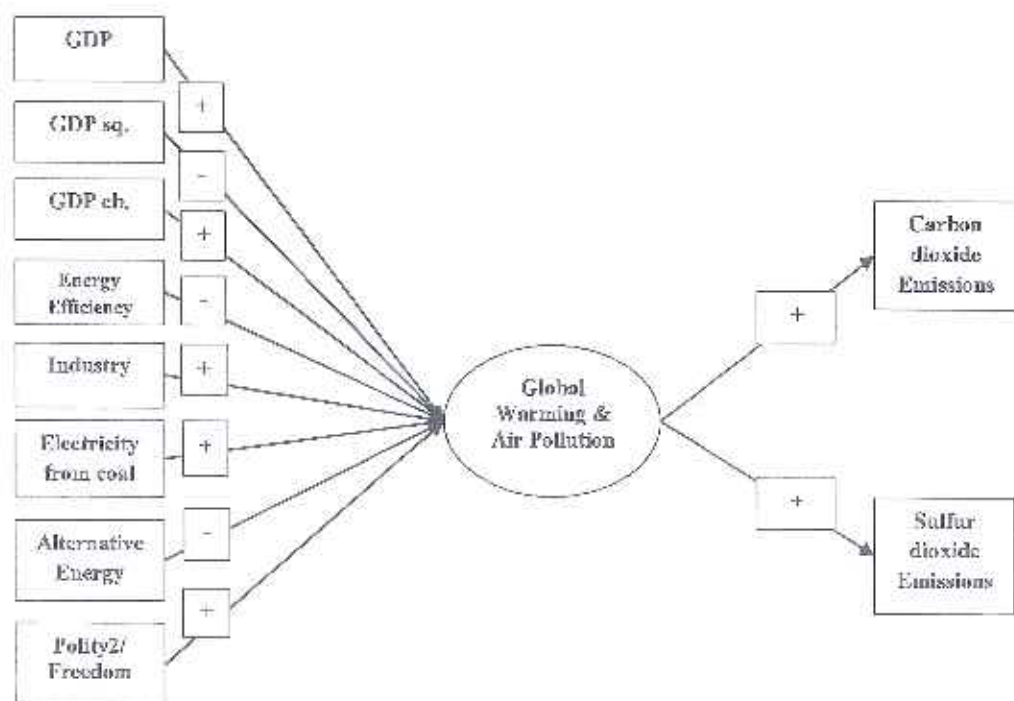 GDP
+
GDP sq.
-
GDP cb.
+
Energy
Efficiency
-
Industry
+
Electricity
from coal
+
Alternative
Energy
-
Polity2/
Freedom
+
Global
Warming &
Air Pollution
+
Carbon
dioxide
Emissions
+
Sulfur
dioxide
Emissions